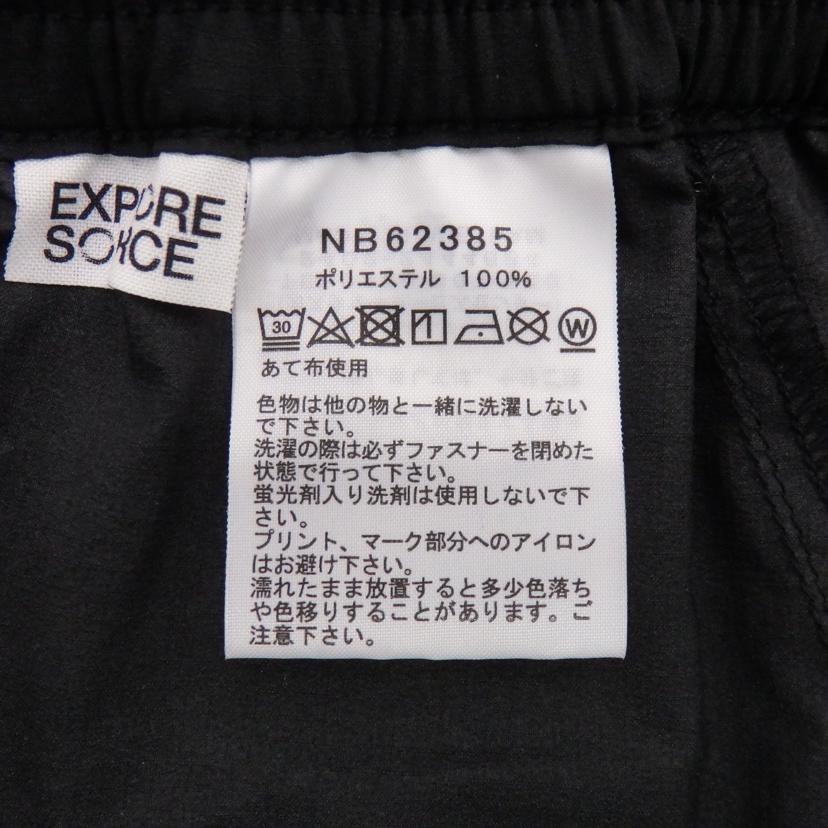 EXPLORE
SOURCE
NB62385
ポリエステル 100%
30
W
あて布使用
色物は他の物と一緒に洗濯しない
で下さい。
洗濯の際は必ずファスナーを閉めた
状態で行って下さい。
蛍光剤入り洗剤は使用しないで下
さい。
プリント、マーク部分へのアイロン
はお避け下さい。
濡れたまま放置すると多少色落ち
や色移りすることがあります。ご
注意下さい。